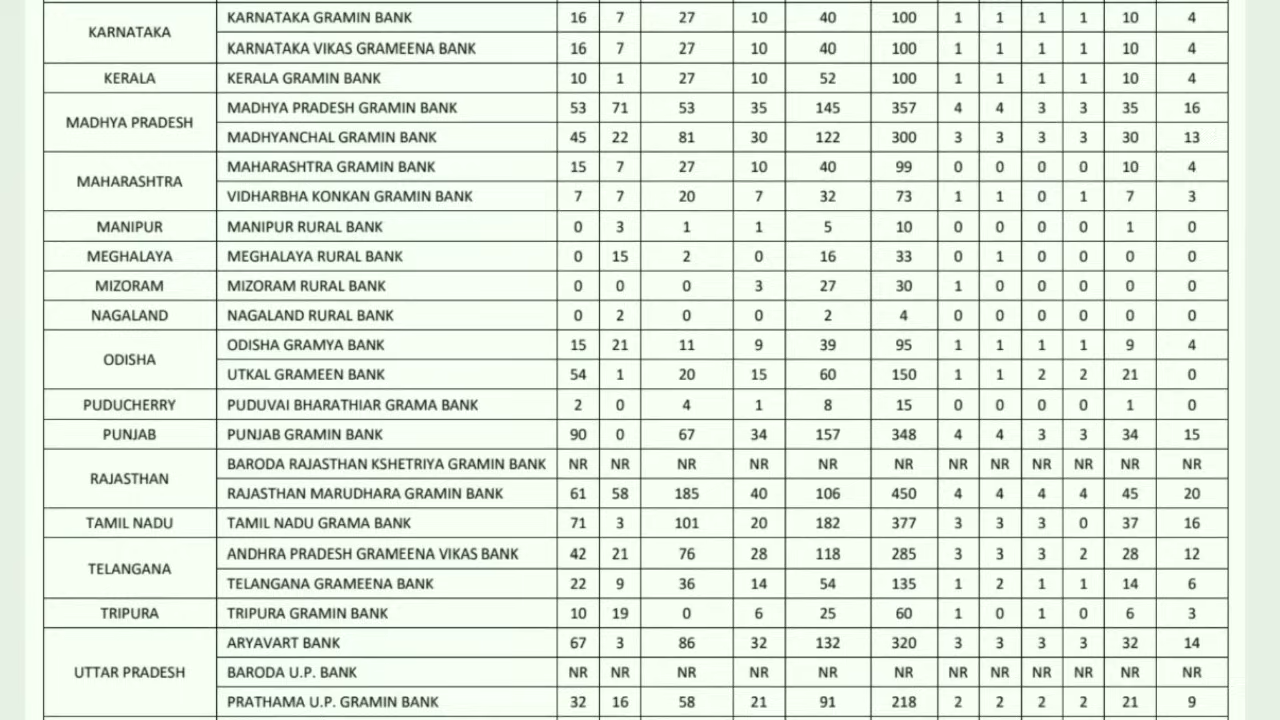 KARNATAKA KARNATAKA GRAMIN BANK 16 7 27 10 40 100 1 1 1 1 10 4
KARNATAKA VIKAS GRAMEENA BANK 16 7 27 10 40 100 1 1 1 1 10 4
KERALA KERALA GRAMIN BANK 10 1 27 10 52 100 1 1 1 1 10 4
MADHYA PRADESH MADHYA PRADESH GRAMIN BANK 53 71 53 35 145 357 4 4 3 3 35 16
MADHYANCHAL GRAMIN BANK 45 22 81 30 122 300 3 3 3 3 30 13
MAHARASHTRA MAHARASHTRA GRAMIN BANK 15 7 27 10 40 99 0 0 0 0 10 4
VIDHARBHA KONKAN GRAMIN BANK 7 7 20 7 32 73 1 1 0 1 7 3
MANIPUR MANIPUR RURAL BANK 0 3 1 1 5 10 0 0 0 0 1 0
MEGHALAYA MEGHALAYA RURAL BANK 0 15 2 0 16 33 0 1 0 0 0 0
MIZORAM MIZORAM RURAL BANK 0 0 0 3 27 30 1 0 0 0 0 0
NAGALAND NAGALAND RURAL BANK 0 2 0 0 2 4 0 0 0 0 0 0
ODISHA ODISHA GRAMYA BANK 15 21 11 9 39 95 1 1 1 1 9 4
UTKAL GRAMEEN BANK 54 1 20 15 60 150 1 1 2 2 21 0
PUDUCHERRY PUDUVAI BHARATHIAR GRAMA BANK 2 0 4 1 8 15 0 0 0 0 1 0
PUNJAB PUNJAB GRAMIN BANK 90 0 67 34 157 348 4 4 3 3 34 15
RAJASTHAN BARODA RAJASTHAN KSHETRIYA GRAMIN BANK NR NR NR NR NR NR NR NR NR NR NR NR
RAJASTHAN MARUDHARA GRAMIN BANK 61 58 185 40 106 450 4 4 4 4 45 20
TAMIL NADU TAMIL NADU GRAMA BANK 71 3 101 20 182 377 3 3 3 0 37 16
TELANGANA ANDHRA PRADESH GRAMEENA VIKAS BANK 42 21 76 28 118 285 3 3 3 2 28 12
TELANGANA GRAMEENA BANK 22 9 36 14 54 135 1 2 1 1 14 6
TRIPURA TRIPURA GRAMIN BANK 10 19 0 6 25 60 1 0 1 0 6 3
UTTAR PRADESH ARYAVART BANK 67 3 86 32 132 320 3 3 3 3 32 14
BARODA U.P. BANK NR NR NR NR NR NR NR NR NR NR NR NR
PRATHAMA U.P. GRAMIN BANK 32 16 58 21 91 218 2 2 2 2 21 9